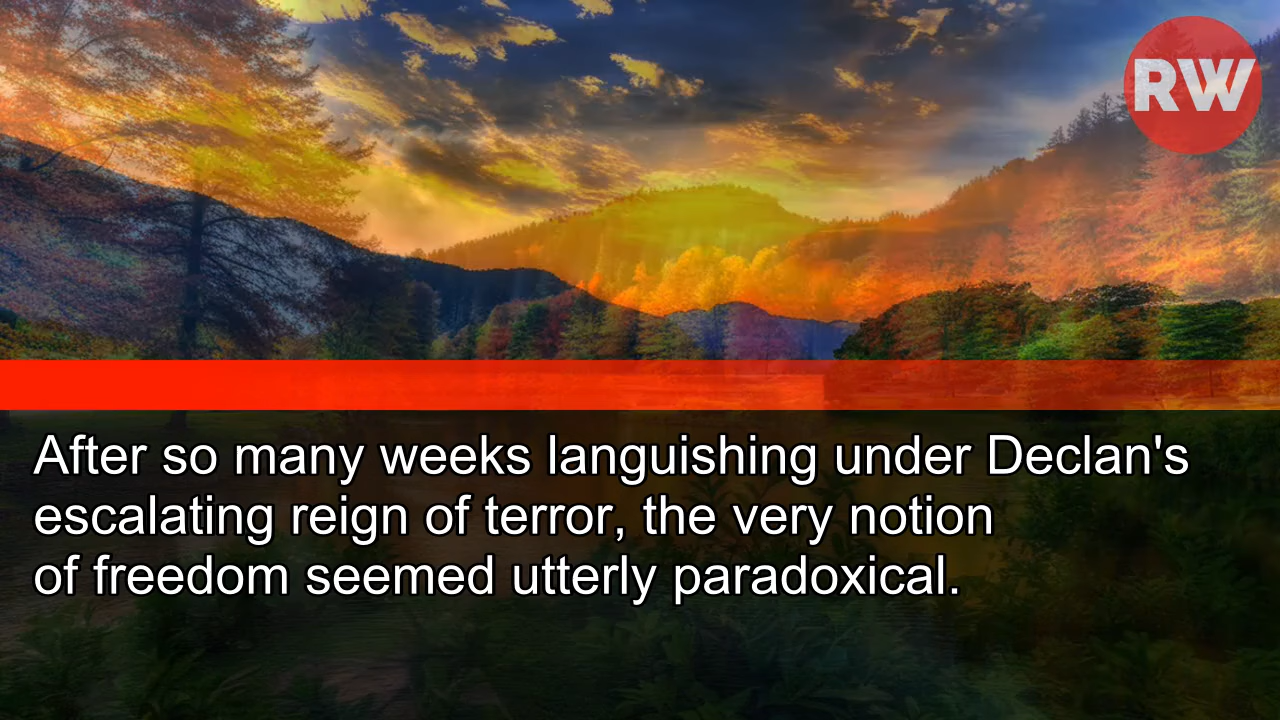 RW
After so many weeks languishing under Declan's
escalating reign of terror, the very notion
of freedom seemed utterly paradoxical.